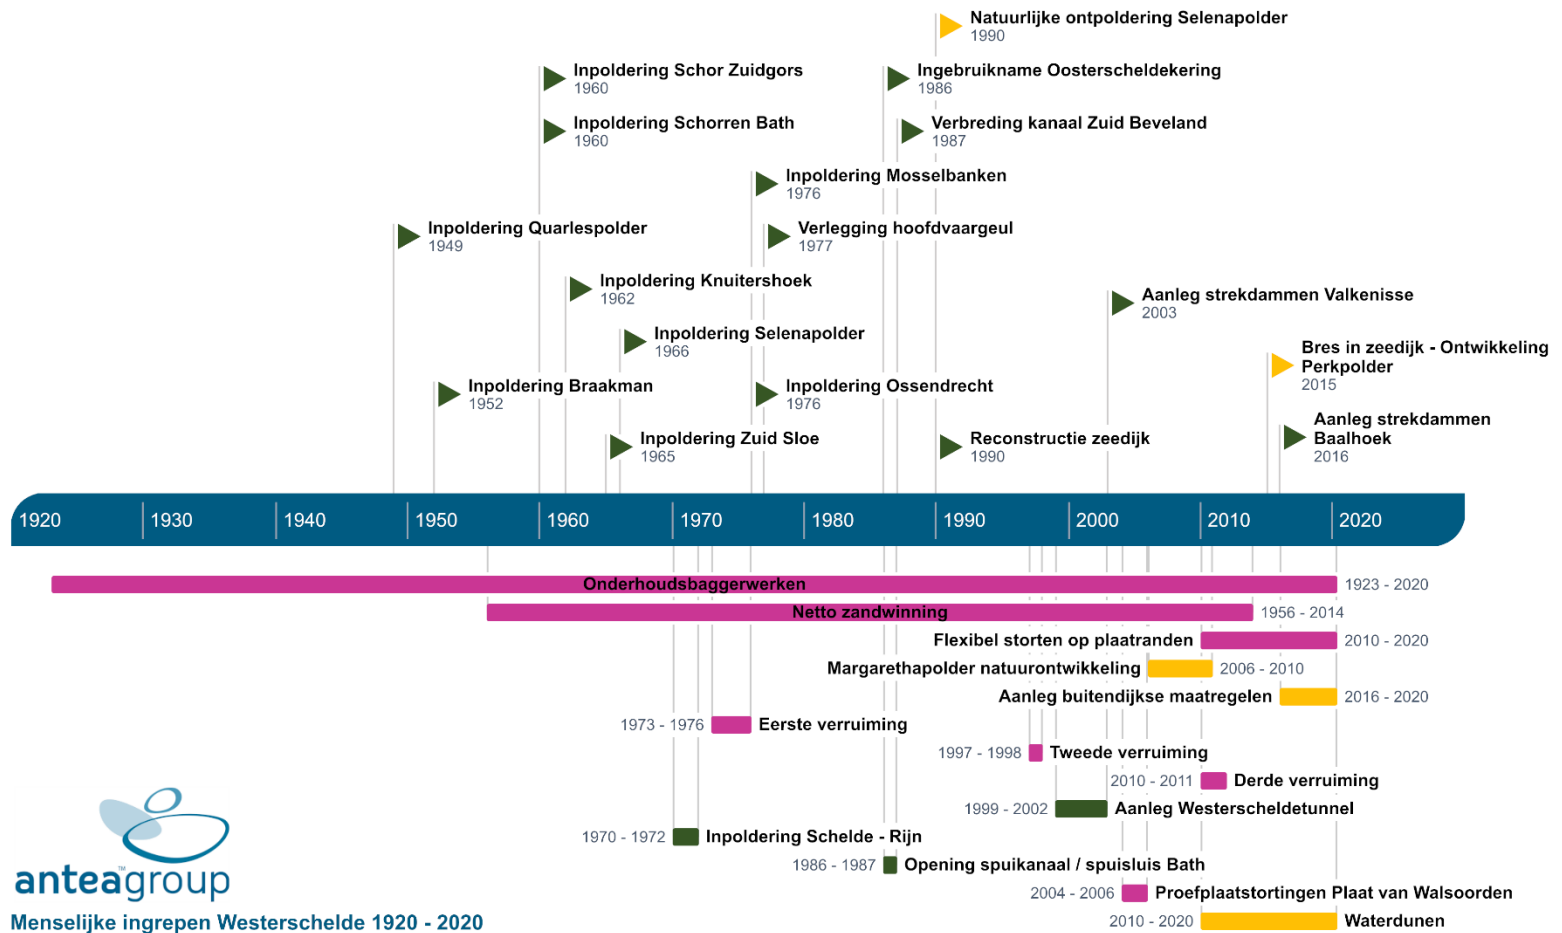 Natuurlijke ontpoldering Selenapolder
1990
Inpoldering Schor Zuidgors
1960
Ingebruikname Oosterscheldekering
1986
Inpoldering Schorren Bath
1960
Verbreding kanaal Zuid Beveland
1987
Inpoldering Mosselbanken
1976
Inpoldering Quarlespolder
1949
Verlegging hoofdvaargeul
1977
Inpoldering Knuitershoek
1962
Aanleg strekdammen Valkenisse
2003
Inpoldering Selenapolder
1966
Bres in zeedijk - Ontwikkeling
Perkpolder
2015
Inpoldering Braakman
1952
Inpoldering Ossendrecht
1976
Aanleg strekdammen
Baalhoek
2016
Inpoldering Zuid Sloe
1965
Reconstructie zeedijk
1990
1920 1930 1940 1950 1960 1970 1980 1990 2000 2010 2020
Onderhoudsbaggerwerken 1923 - 2020
Netto zandwinning 1956 - 2014
Flexibel storten op plaatranden 2010 - 2020
Margarethapolder natuurontwikkeling 2006 - 2010
Aanleg buitendijkse maatregelen 2016 - 2020
1973 - 1976 Eerste verruiming
1997 - 1998 Tweede verruiming
2010 - 2011 Derde verruiming
1999 - 2002 Aanleg Westerscheldetunnel
1970 - 1972 Inpoldering Schelde - Rijn
1986 - 1987 Opening spuikanaal / spuisluis Bath
2004 - 2006 Proefplaatstortingen Plaat van Walsoorden
2010 - 2020 Waterdunen
antea™group
Menselijke ingrepen Westerschelde 1920 - 2020